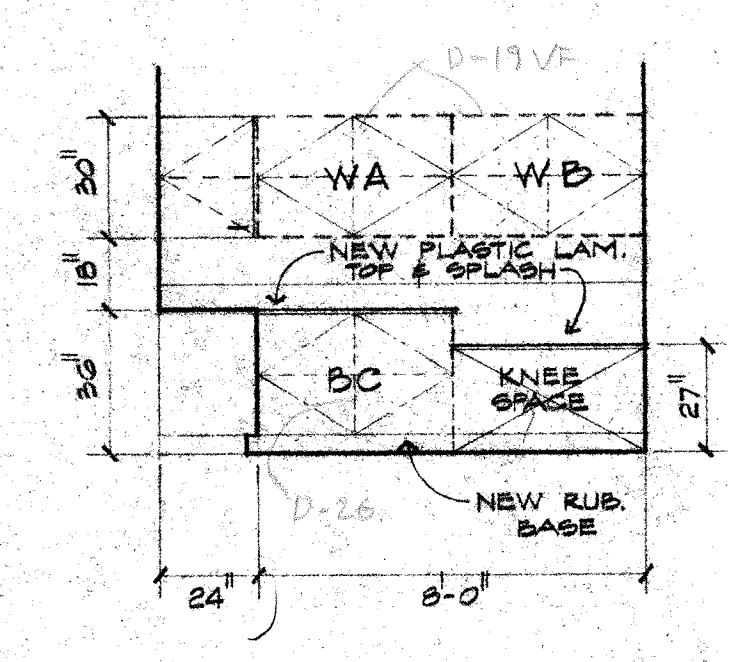 D-19VF
30"
WA
WB
NEW PLASTIC LAM.
TOP & SPLASH
18"
36"
BC
KNEE
SPACE
27"
D-26
NEW RUB.
BASE
24"
8'-0"